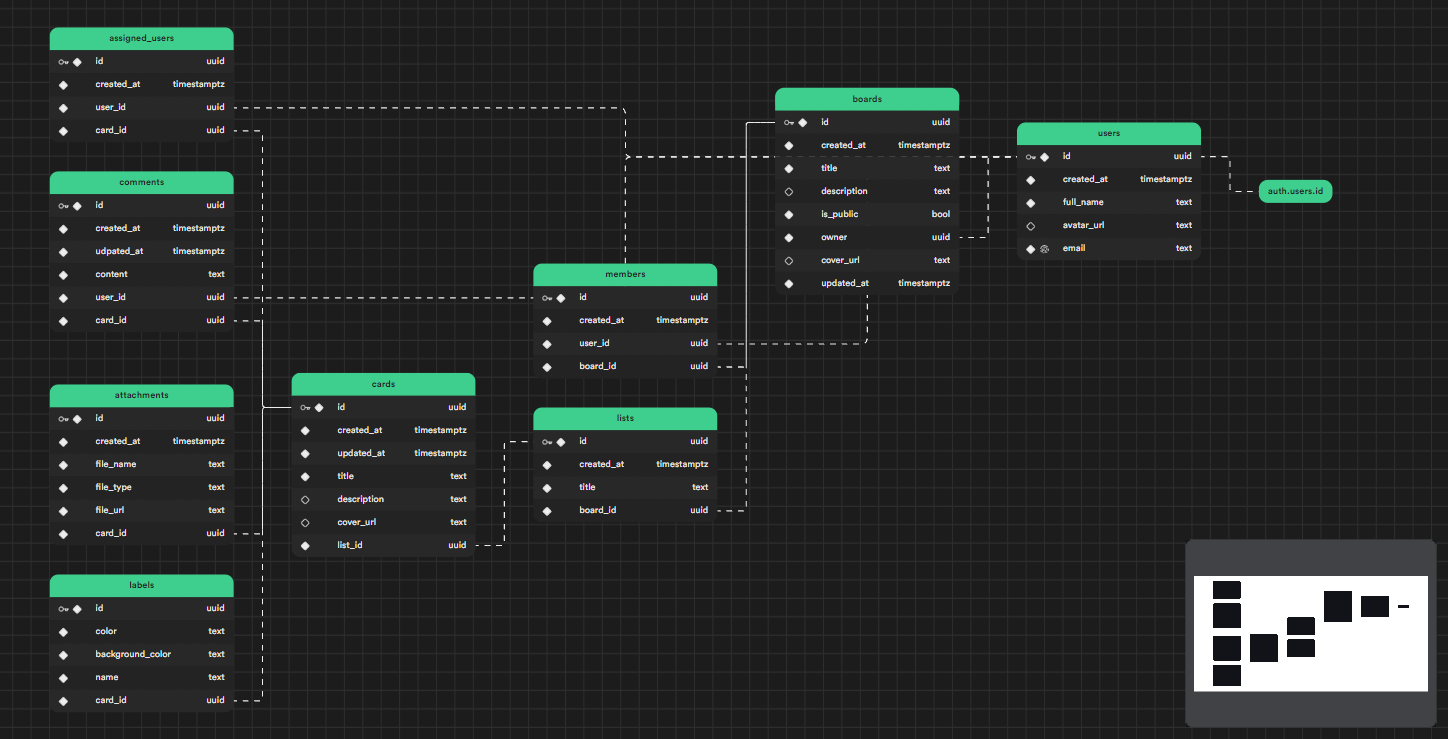 assigned_users
id uuid
created_at timestamptz
user_id uuid
card_id uuid
comments
id uuid
created_at timestamptz
udpated_at timestamptz
content text
user_id uuid
card_id uuid
attachments
id uuid
created_at timestamptz
file_name text
file_type text
file_url text
card_id uuid
labels
id uuid
color text
background_color text
name text
card_id uuid
cards
id uuid
created_at timestamptz
updated_at timestamptz
title text
description text
cover_url text
list_id uuid
members
id uuid
created_at timestamptz
user_id uuid
board_id uuid
lists
id uuid
created_at timestamptz
title text
board_id uuid
boards
id uuid
created_at timestamptz
title text
description text
is_public bool
owner uuid
cover_url text
updated_at timestamptz
users
id uuid
created_at timestamptz
full_name text
avatar_url text
email text
auth.users.id